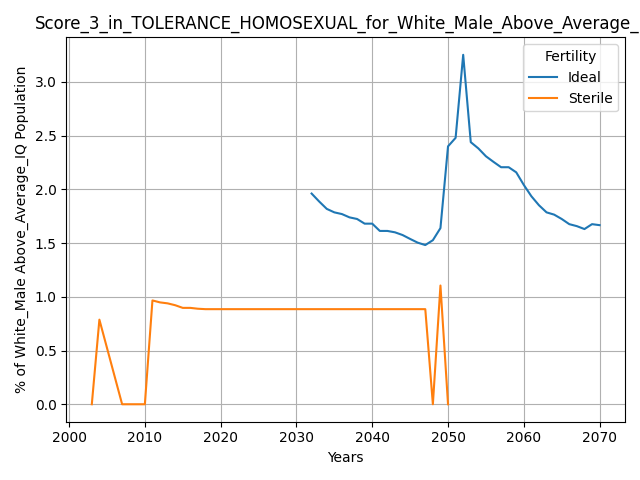 Score_3_in_TOLERANCE_HOMOSEXUAL_for_White_Male_Above_Average_
Fertility
Ideal
Sterile
% of White_Male Above_Average_IQ Population
3.0
2.5
2.0
1.5
1.0
0.5
0.0
2000 2010 2020 2030 2040 2050 2060 2070
Years